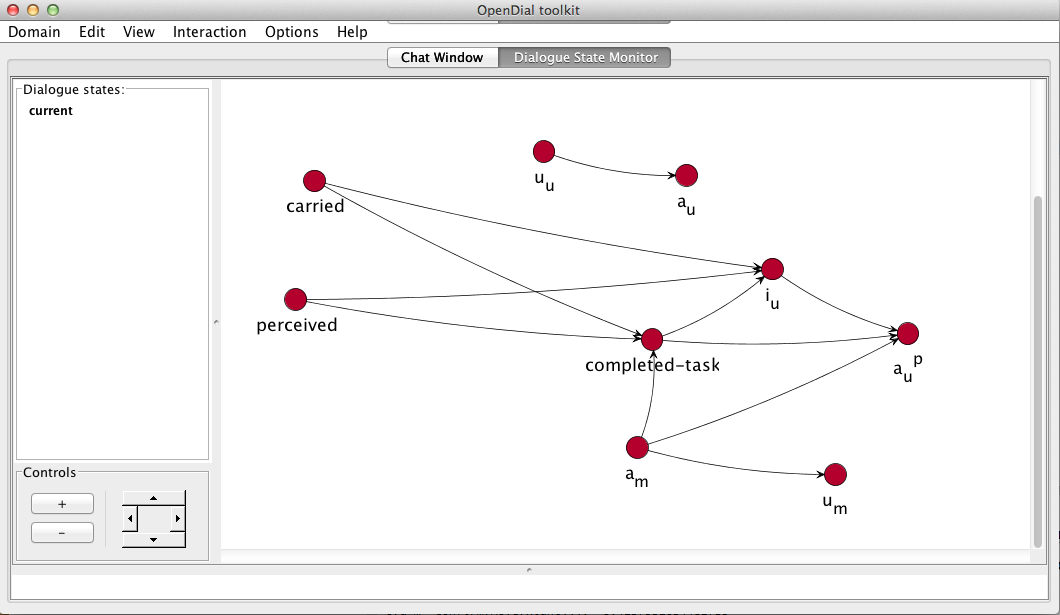 OpenDial toolkit
Domain Edit View Interaction Options Help
Chat Window Dialogue State Monitor
Dialogue states:
current
u_u
a_u
carried
i_u
perceived
completed-task
a_u^p
a_m
u_m
Controls
+
-